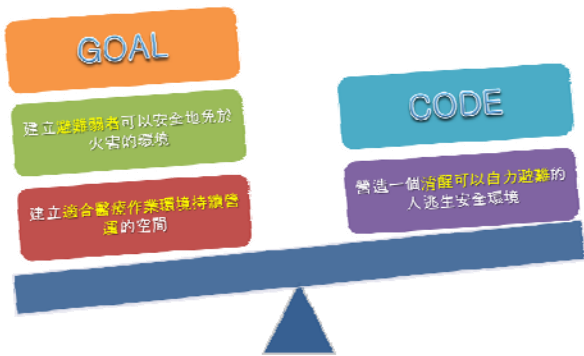 GOAL
建立避難弱者可以安全地免於
火害的環境
建立適合醫療作業環境持續營
運的空間
CODE
營造一個清醒可以自力避難的
人逃生安全環境